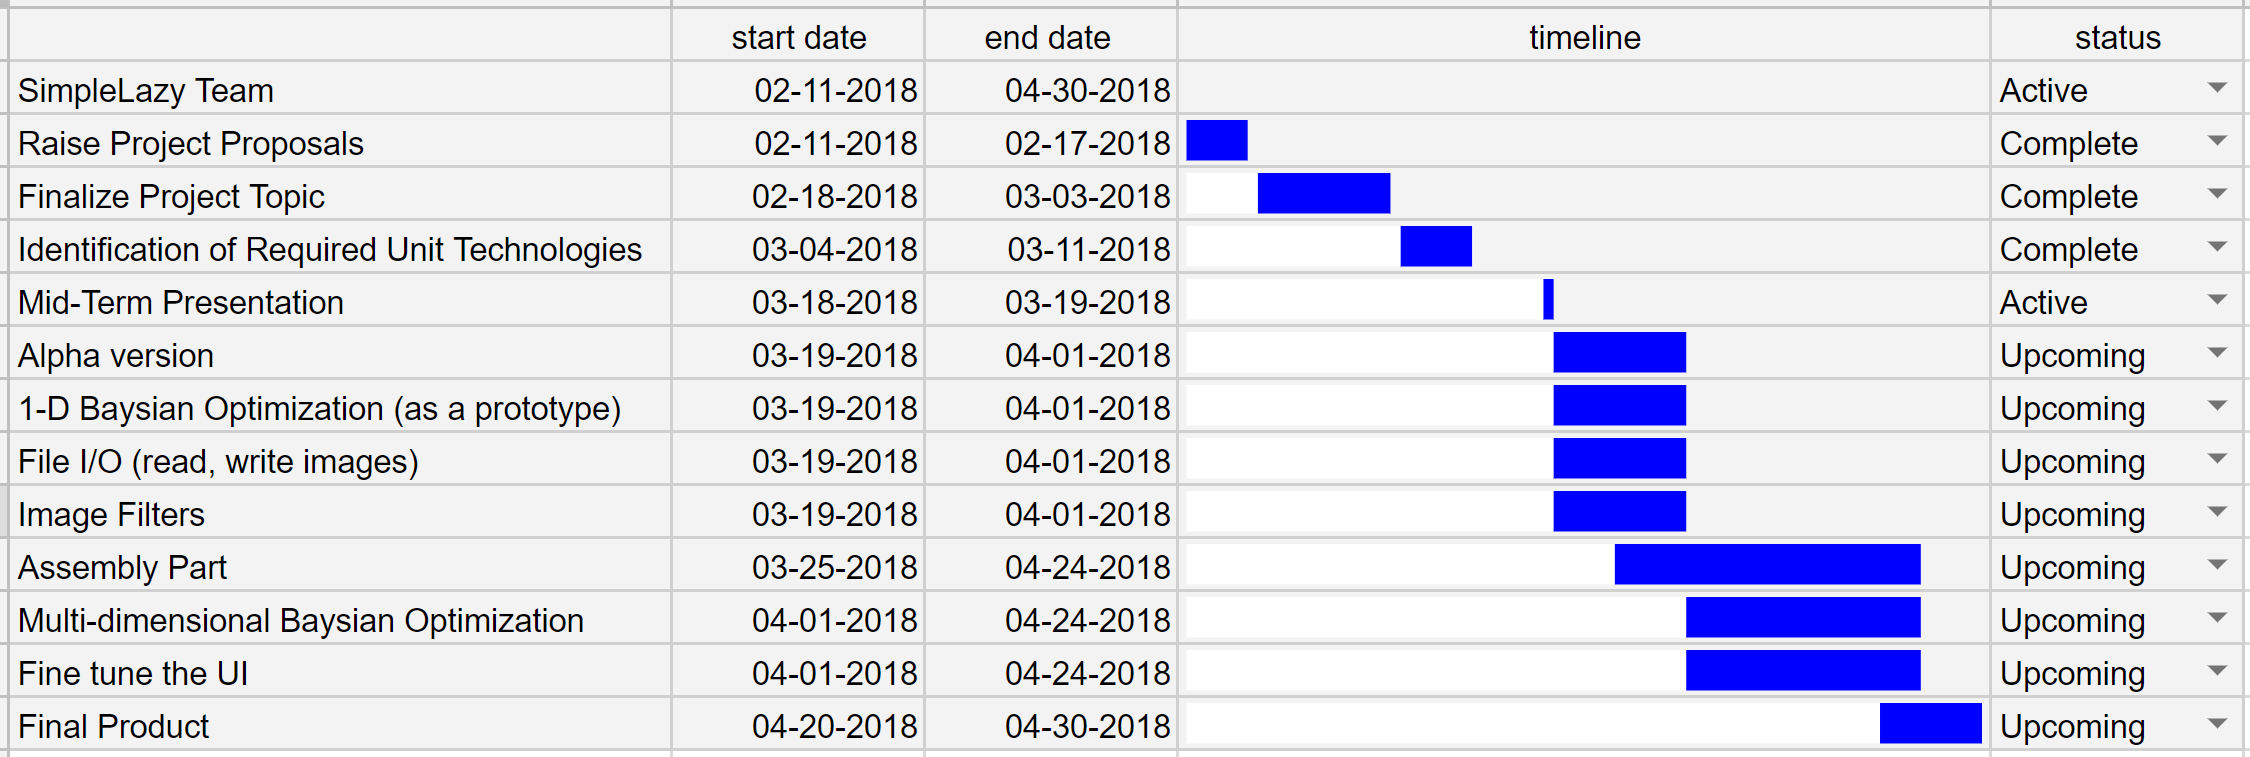 start date end date timeline status
SimpleLazy Team 02-11-2018 04-30-2018 Active
Raise Project Proposals 02-11-2018 02-17-2018 Complete
Finalize Project Topic 02-18-2018 03-03-2018 Complete
Identification of Required Unit Technologies 03-04-2018 03-11-2018 Complete
Mid-Term Presentation 03-18-2018 03-19-2018 Active
Alpha version 03-19-2018 04-01-2018 Upcoming
1-D Baysian Optimization (as a prototype) 03-19-2018 04-01-2018 Upcoming
File I/O (read, write images) 03-19-2018 04-01-2018 Upcoming
Image Filters 03-19-2018 04-01-2018 Upcoming
Assembly Part 03-25-2018 04-24-2018 Upcoming
Multi-dimensional Baysian Optimization 04-01-2018 04-24-2018 Upcoming
Fine tune the UI 04-01-2018 04-24-2018 Upcoming
Final Product 04-20-2018 04-30-2018 Upcoming